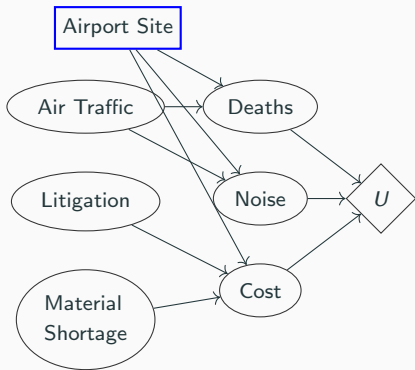 Airport Site
Air Traffic
Deaths
Litigation
Noise
U
Material
Shortage
Cost